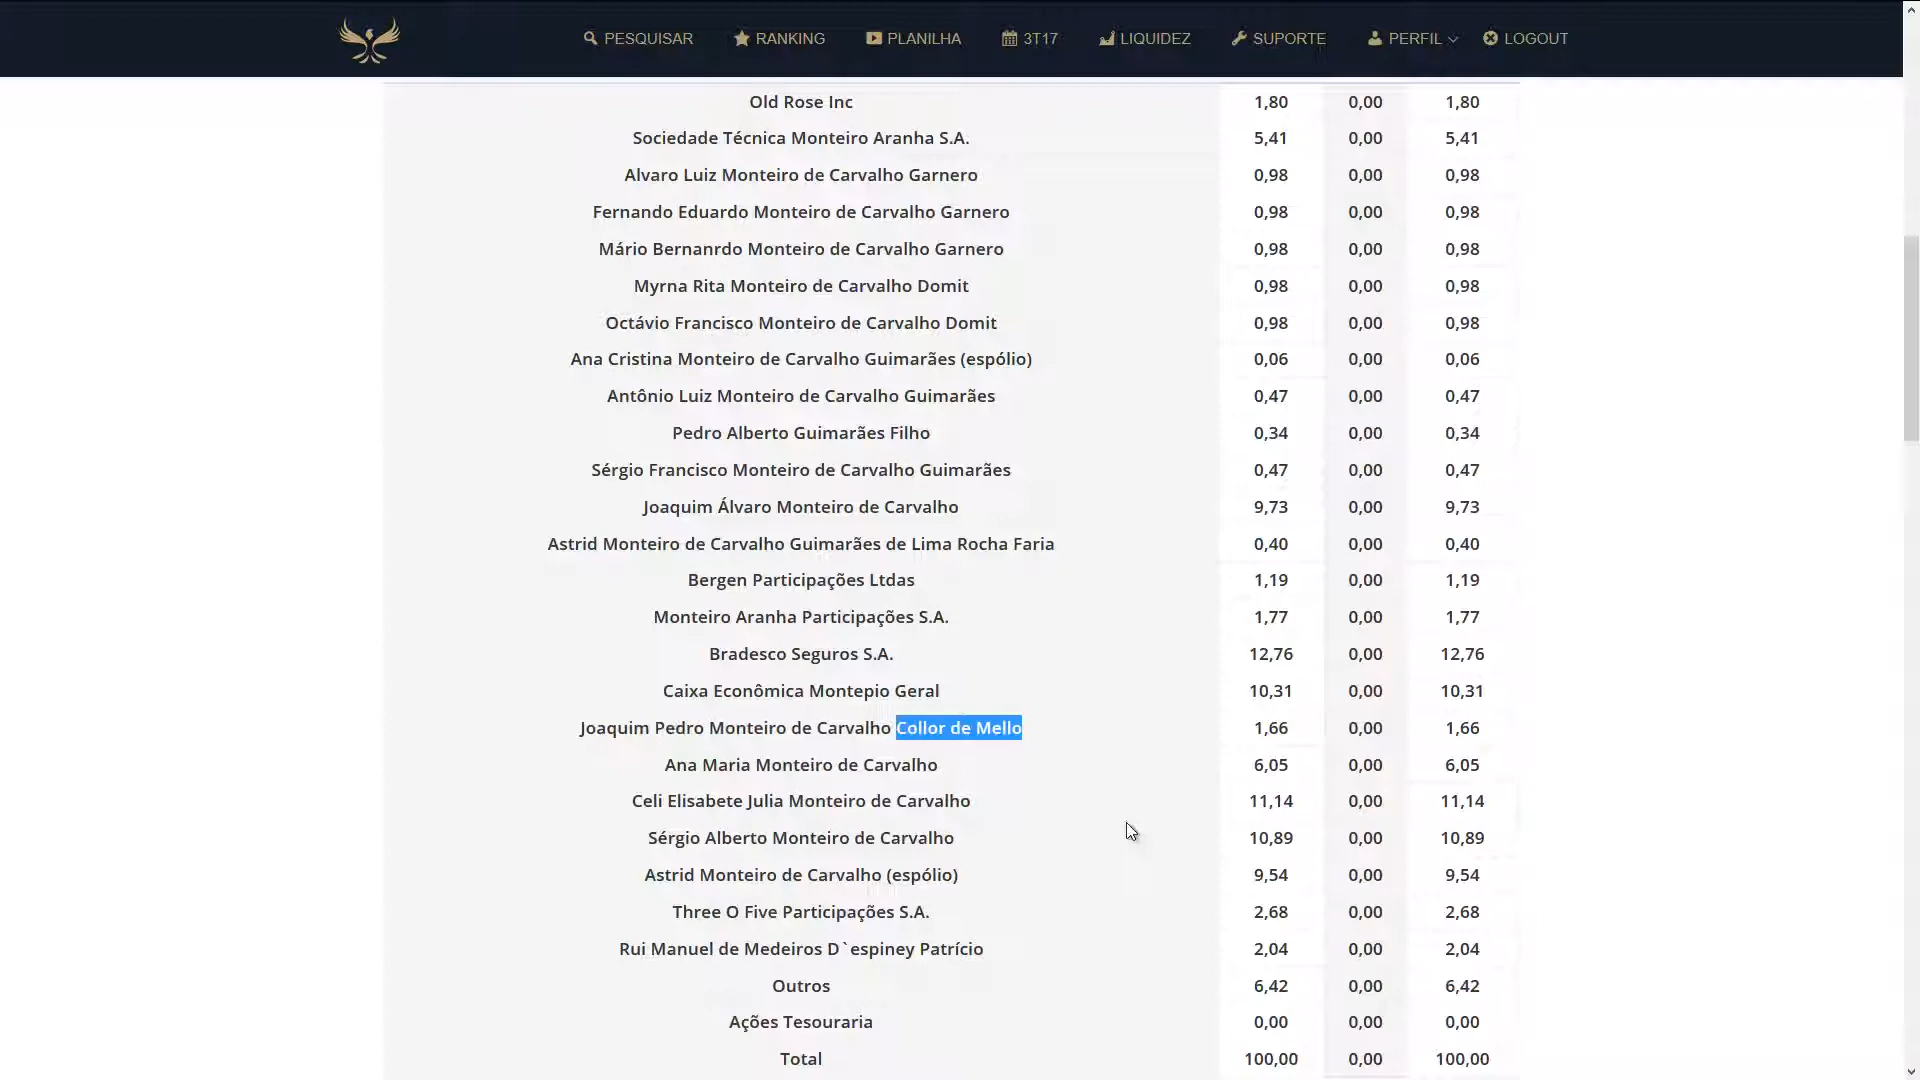 PESQUISAR RANKING PLANILHA 3T17 LIQUIDEZ SUPORTE PERFIL LOGOUT
Old Rose Inc 1,80 0,00 1,80
Sociedade Técnica Monteiro Aranha S.A. 5,41 0,00 5,41
Alvaro Luiz Monteiro de Carvalho Garnero 0,98 0,00 0,98
Fernando Eduardo Monteiro de Carvalho Garnero 0,98 0,00 0,98
Mário Bernanrdo Monteiro de Carvalho Garnero 0,98 0,00 0,98
Myrna Rita Monteiro de Carvalho Domit 0,98 0,00 0,98
Octávio Francisco Monteiro de Carvalho Domit 0,98 0,00 0,98
Ana Cristina Monteiro de Carvalho Guimarães (espólio) 0,06 0,00 0,06
Antônio Luiz Monteiro de Carvalho Guimarães 0,47 0,00 0,47
Pedro Alberto Guimarães Filho 0,34 0,00 0,34
Sérgio Francisco Monteiro de Carvalho Guimarães 0,47 0,00 0,47
Joaquim Álvaro Monteiro de Carvalho 9,73 0,00 9,73
Astrid Monteiro de Carvalho Guimarães de Lima Rocha Faria 0,40 0,00 0,40
Bergen Participações Ltdas 1,19 0,00 1,19
Monteiro Aranha Participações S.A. 1,77 0,00 1,77
Bradesco Seguros S.A. 12,76 0,00 12,76
Caixa Econômica Montepio Geral 10,31 0,00 10,31
Joaquim Pedro Monteiro de Carvalho Collor de Mello 1,66 0,00 1,66
Ana Maria Monteiro de Carvalho 6,05 0,00 6,05
Celi Elisabete Julia Monteiro de Carvalho 11,14 0,00 11,14
Sérgio Alberto Monteiro de Carvalho 10,89 0,00 10,89
Astrid Monteiro de Carvalho (espólio) 9,54 0,00 9,54
Three O Five Participações S.A. 2,68 0,00 2,68
Rui Manuel de Medeiros D`espiney Patrício 2,04 0,00 2,04
Outros 6,42 0,00 6,42
Ações Tesouraria 0,00 0,00 0,00
Total 100,00 0,00 100,00